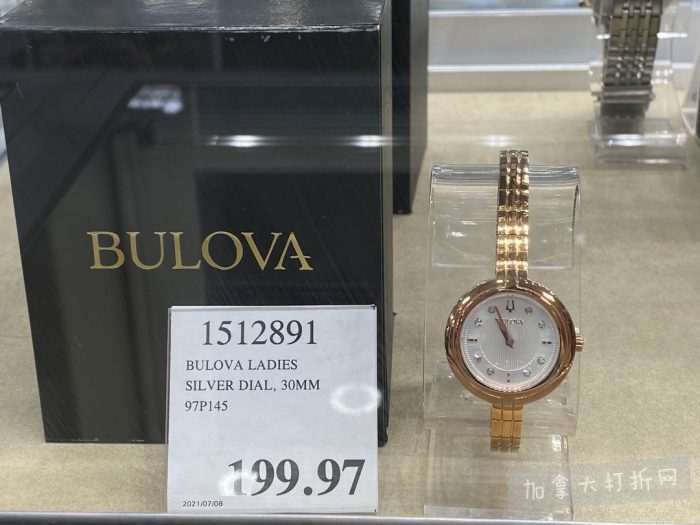 BULOVA
1512891
BULOVA LADIES
SILVER DIAL, 30MM
97P145
199.97
2021/07/08
BULOVA
加拿大打折网